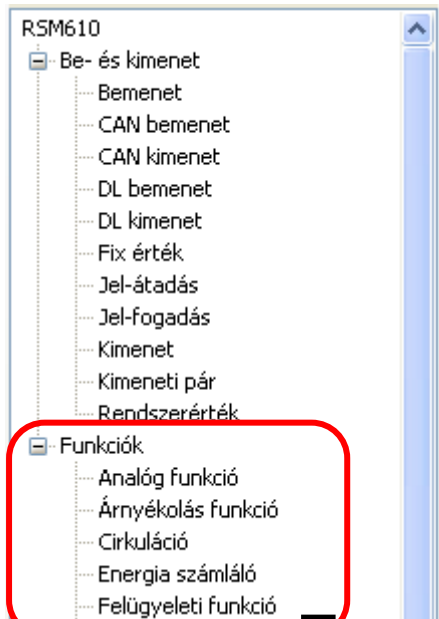 RSM610
Be- és kimenet
Bemenet
CAN bemenet
CAN kimenet
DL bemenet
DL kimenet
Fix érték
Jel-átadás
Jel-fogadás
Kimenet
Kimeneti pár
Rendszerérték
Funkciók
Analóg funkció
Árnyékolás funkció
Cirkuláció
Energia számláló
Felügyeleti funkció